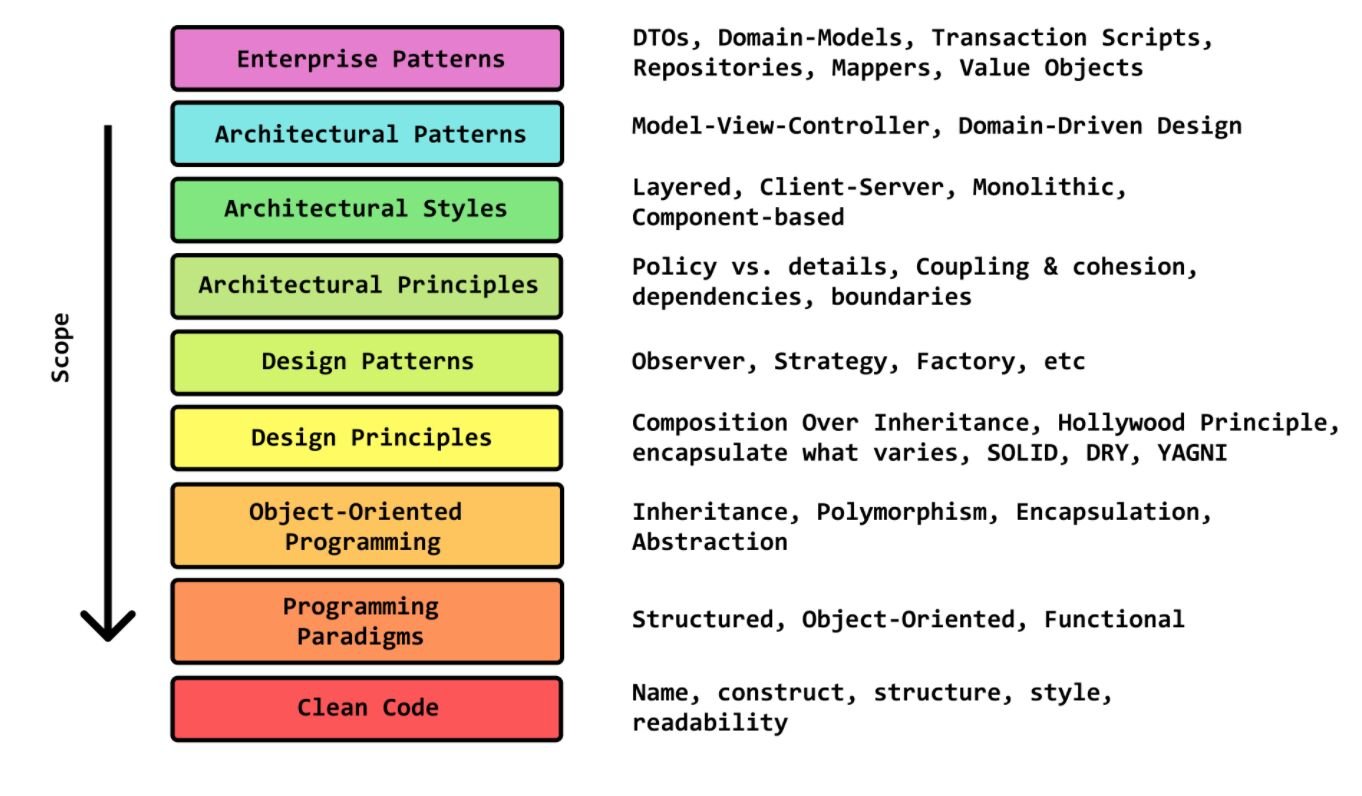 Scope
Enterprise Patterns
DTOs, Domain-Models, Transaction Scripts,
Repositories, Mappers, Value Objects
Architectural Patterns
Model-View-Controller, Domain-Driven Design
Architectural Styles
Layered, Client-Server, Monolithic,
Component-based
Architectural Principles
Policy vs. details, Coupling & cohesion,
dependencies, boundaries
Design Patterns
Observer, Strategy, Factory, etc
Design Principles
Composition Over Inheritance, Hollywood Principle,
encapsulate what varies, SOLID, DRY, YAGNI
Object-Oriented
Programming
Inheritance, Polymorphism, Encapsulation,
Abstraction
Programming
Paradigms
Structured, Object-Oriented, Functional
Clean Code
Name, construct, structure, style,
readability